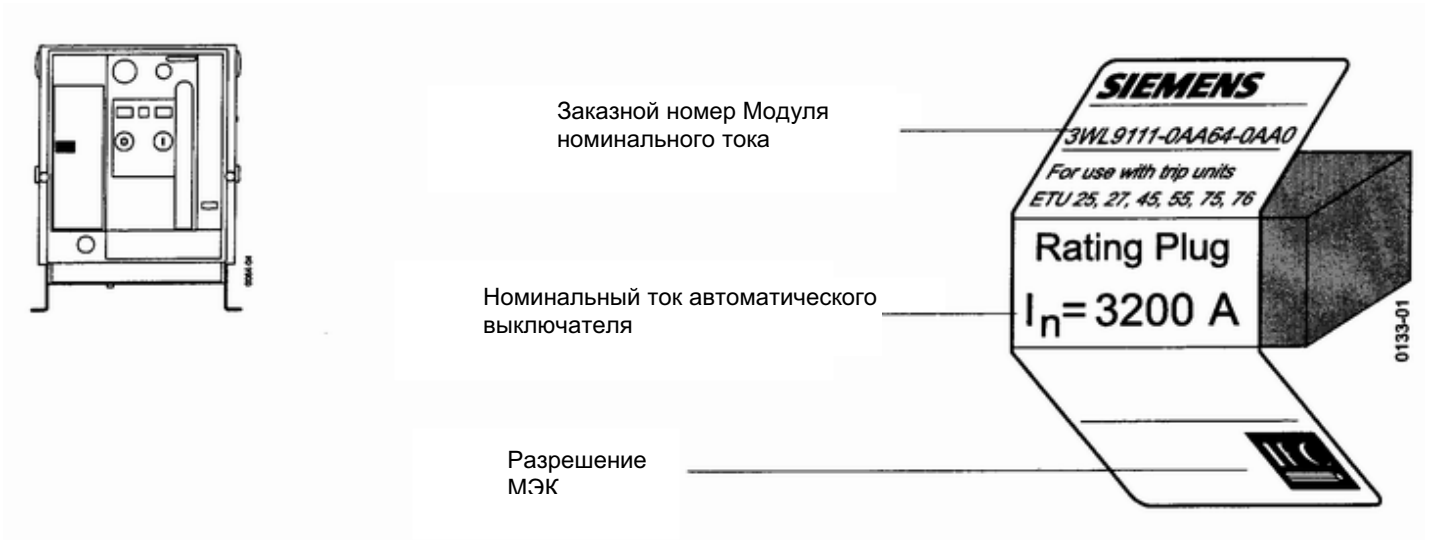 Заказной номер Модуля
номинального тока
SIEMENS
3WL9111-0AA64-0AA0
For use with trip units
ETU 25, 27, 45, 55, 75, 76
Rating Plug
Номинальный ток автоматического
выключателя
In= 3200 A
0133-01
Разрешение
МЭК